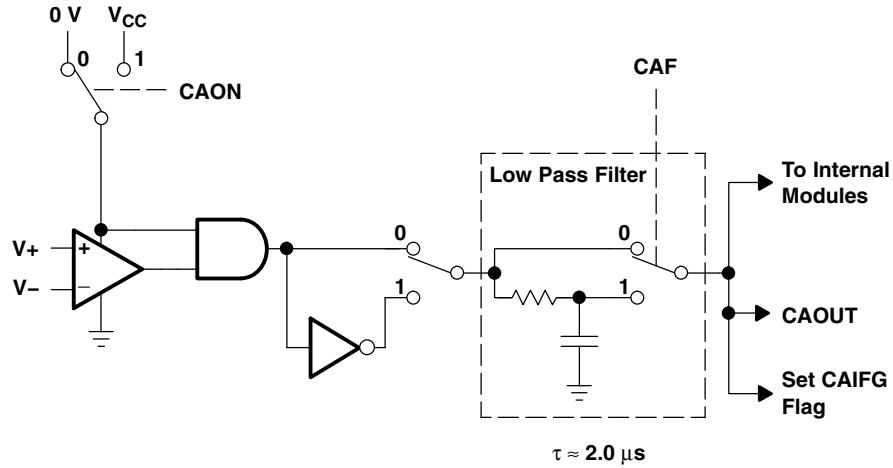 0 V
VCC
0
1
CAON
CAF
Low Pass Filter
To Internal
Modules
V+
+
V−
−
0
1
0
1
CAOUT
Set CAIFG
Flag
τ ≈ 2.0 μs